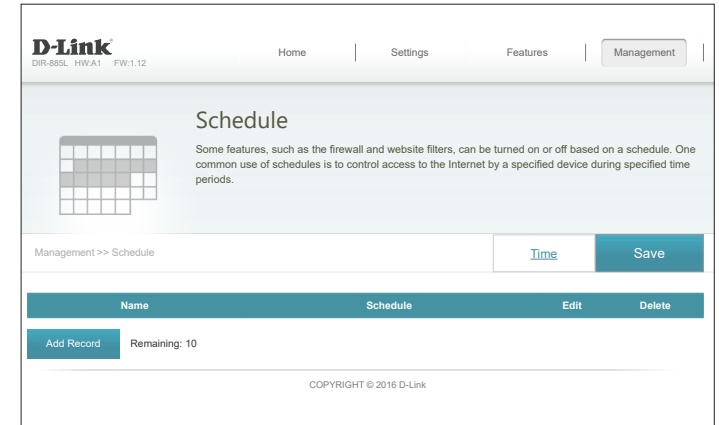 D-Link
DIR-885L HW:A1 FW:1.12
Home
Settings
Features
Management
Schedule
Some features, such as the firewall and website filters, can be turned on or off based on a schedule. One
common use of schedules is to control access to the Internet by a specified device during specified time
periods.
Management >> Schedule
Time
Save
Name
Schedule
Edit
Delete
Add Record
Remaining: 10
COPYRIGHT © 2016 D-Link